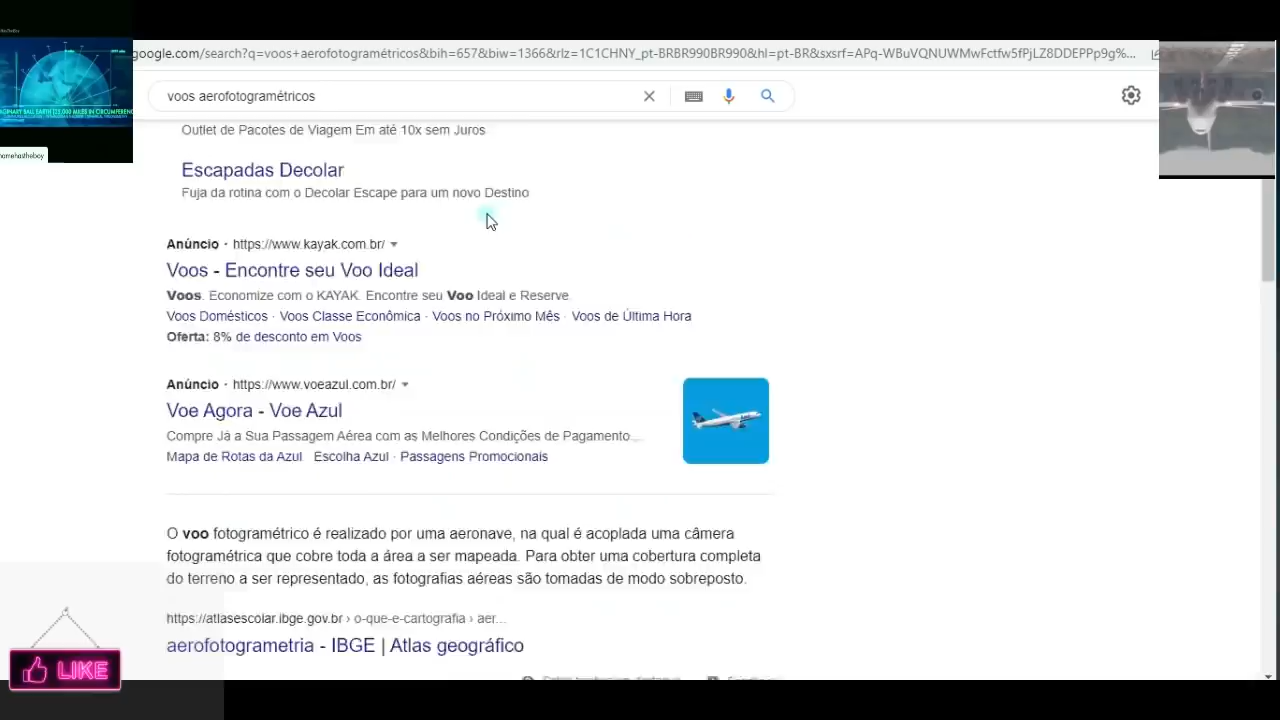 google.com/search?q=voos+aerofotogramétricos&bih=657&biw=1366&rlz=1C1CHNY_pt-BRBR990BR990&hl=pt-BR&sxsrf=APq-WBuVQNUWMwFcftw5fPjLZ8DDEPPp9g%...
voos aerofotogramétricos
Outlet de Pacotes de Viagem Em até 10x sem Juros
Escapadas Decolar
Fuja da rotina com o Decolar Escape para um novo Destino
Anúncio · https://www.kayak.com.br/
Voos - Encontre seu Voo Ideal
Voos. Economize com o KAYAK. Encontre seu Voo Ideal e Reserve.
Voos Domésticos · Voos Classe Econômica · Voos no Próximo Mês · Voos de Última Hora
Oferta: 8% de desconto em Voos
Anúncio · https://www.voeazul.com.br/
Voe Agora - Voe Azul
Compre Já a Sua Passagem Aérea com as Melhores Condições de Pagamento...
Mapa de Rotas da Azul · Escolha Azul · Passagens Promocionais
O voo fotogramétrico é realizado por uma aeronave, na qual é acoplada uma câmera
fotogramétrica que cobre toda a área a ser mapeada. Para obter uma cobertura completa
do terreno a ser representado, as fotografias aéreas são tomadas de modo sobreposto.
https://atlasescolar.ibge.gov.br › o-que-e-cartografia › aer...
aerofotogrametria - IBGE | Atlas geográfico
LIKE